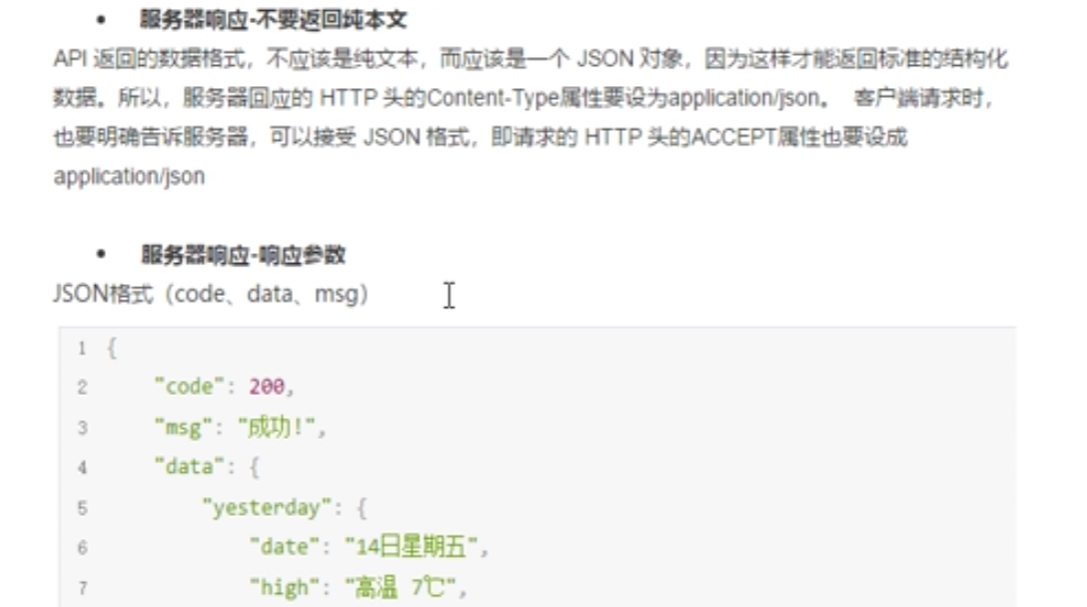 • 服务器响应-不要返回纯本文
API 返回的数据格式，不应该是纯文本，而应该是一个 JSON 对象，因为这样才能返回标准的结构化
数据。所以，服务器回应的 HTTP 头的Content-Type属性要设为application/json。 客户端请求时，
也要明确告诉服务器，可以接受 JSON 格式，即请求的 HTTP 头的ACCEPT属性也要设成
application/json
• 服务器响应-响应参数
JSON格式（code、data、msg）
1 {
2 "code": 200,
3 "msg": "成功!",
4 "data": {
5 "yesterday": {
6 "date": "14日星期五",
7 "high": "高温 7℃",